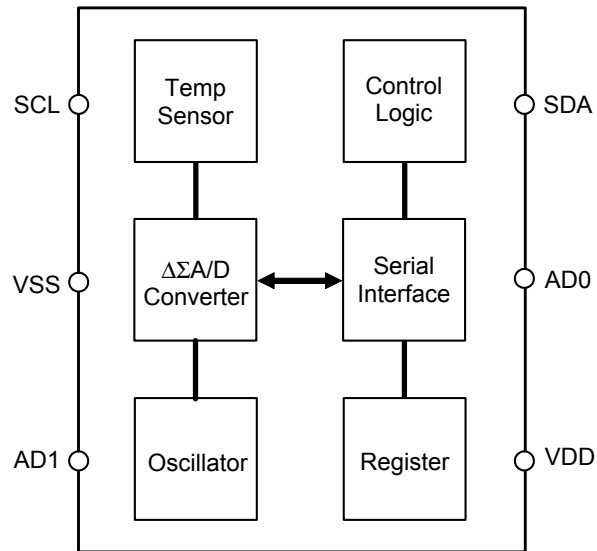 Temp
Sensor
Control
Logic
SCL
SDA
ΔΣA/D
Converter
Serial
Interface
VSS
AD0
AD1
Oscillator
Register
VDD